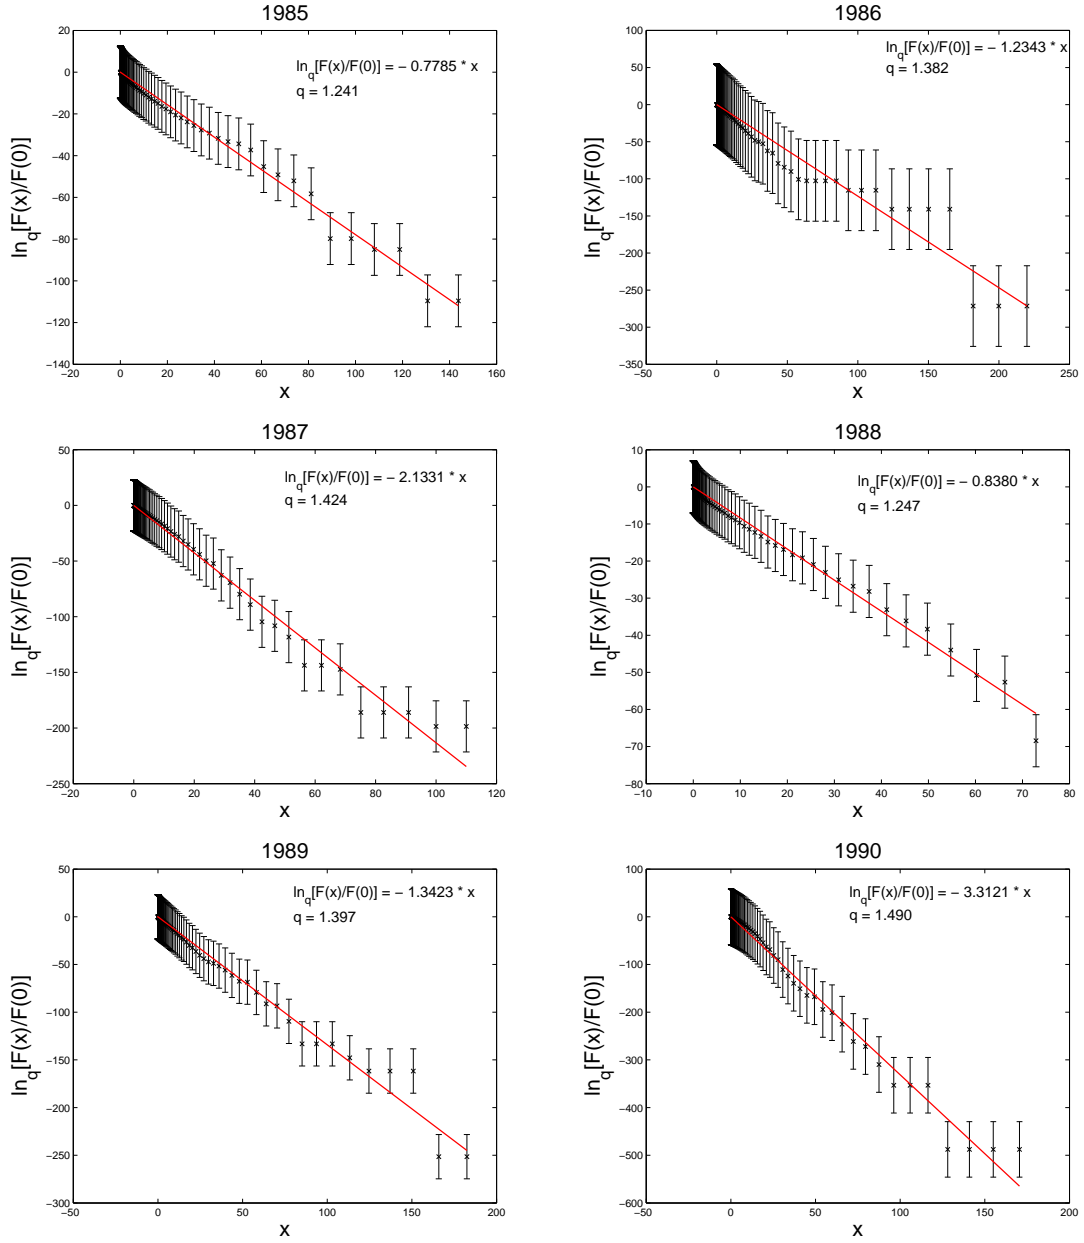 1985
ln_q[F(x)/F(0)] = − 0.7785 * x
q = 1.241
ln_q[F(x)/F(0)]
20
0
−20
−40
−60
−80
−100
−120
−140
−20 0 20 40 60 80 100 120 140 160
x
1986
ln_q[F(x)/F(0)] = − 1.2343 * x
q = 1.382
ln_q[F(x)/F(0)]
100
50
0
−50
−100
−150
−200
−250
−300
−350
−50 0 50 100 150 200 250
x
1987
ln_q[F(x)/F(0)] = − 2.1331 * x
q = 1.424
ln_q[F(x)/F(0)]
50
0
−50
−100
−150
−200
−250
−20 0 20 40 60 80 100 120
x
1988
ln_q[F(x)/F(0)] = − 0.8380 * x
q = 1.247
ln_q[F(x)/F(0)]
10
0
−10
−20
−30
−40
−50
−60
−70
−80
−10 0 10 20 30 40 50 60 70 80
x
1989
ln_q[F(x)/F(0)] = − 1.3423 * x
q = 1.397
ln_q[F(x)/F(0)]
50
0
−50
−100
−150
−200
−250
−300
−50 0 50 100 150 200
x
1990
ln_q[F(x)/F(0)] = − 3.3121 * x
q = 1.490
ln_q[F(x)/F(0)]
100
0
−100
−200
−300
−400
−500
−600
−50 0 50 100 150 200
x